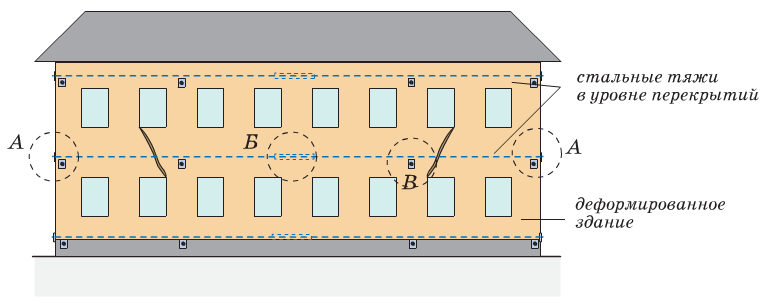 стальные тяжи
в уровне перекрытий
А
Б
В
А
деформированное
здание